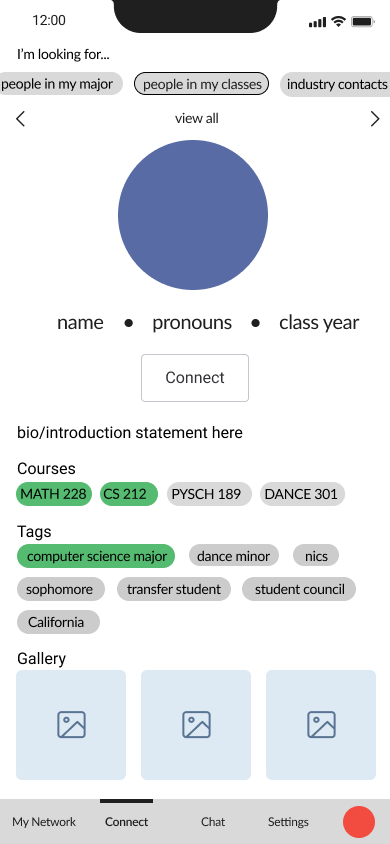 12:00
I'm looking for...
people in my major people in my classes industry contacts
view all
name • pronouns • class year
Connect
bio/introduction statement here
Courses
MATH 228 CS 212 PYSCH 189 DANCE 301
Tags
computer science major dance minor nics
sophomore transfer student student council
California
Gallery
My Network Connect Chat Settings